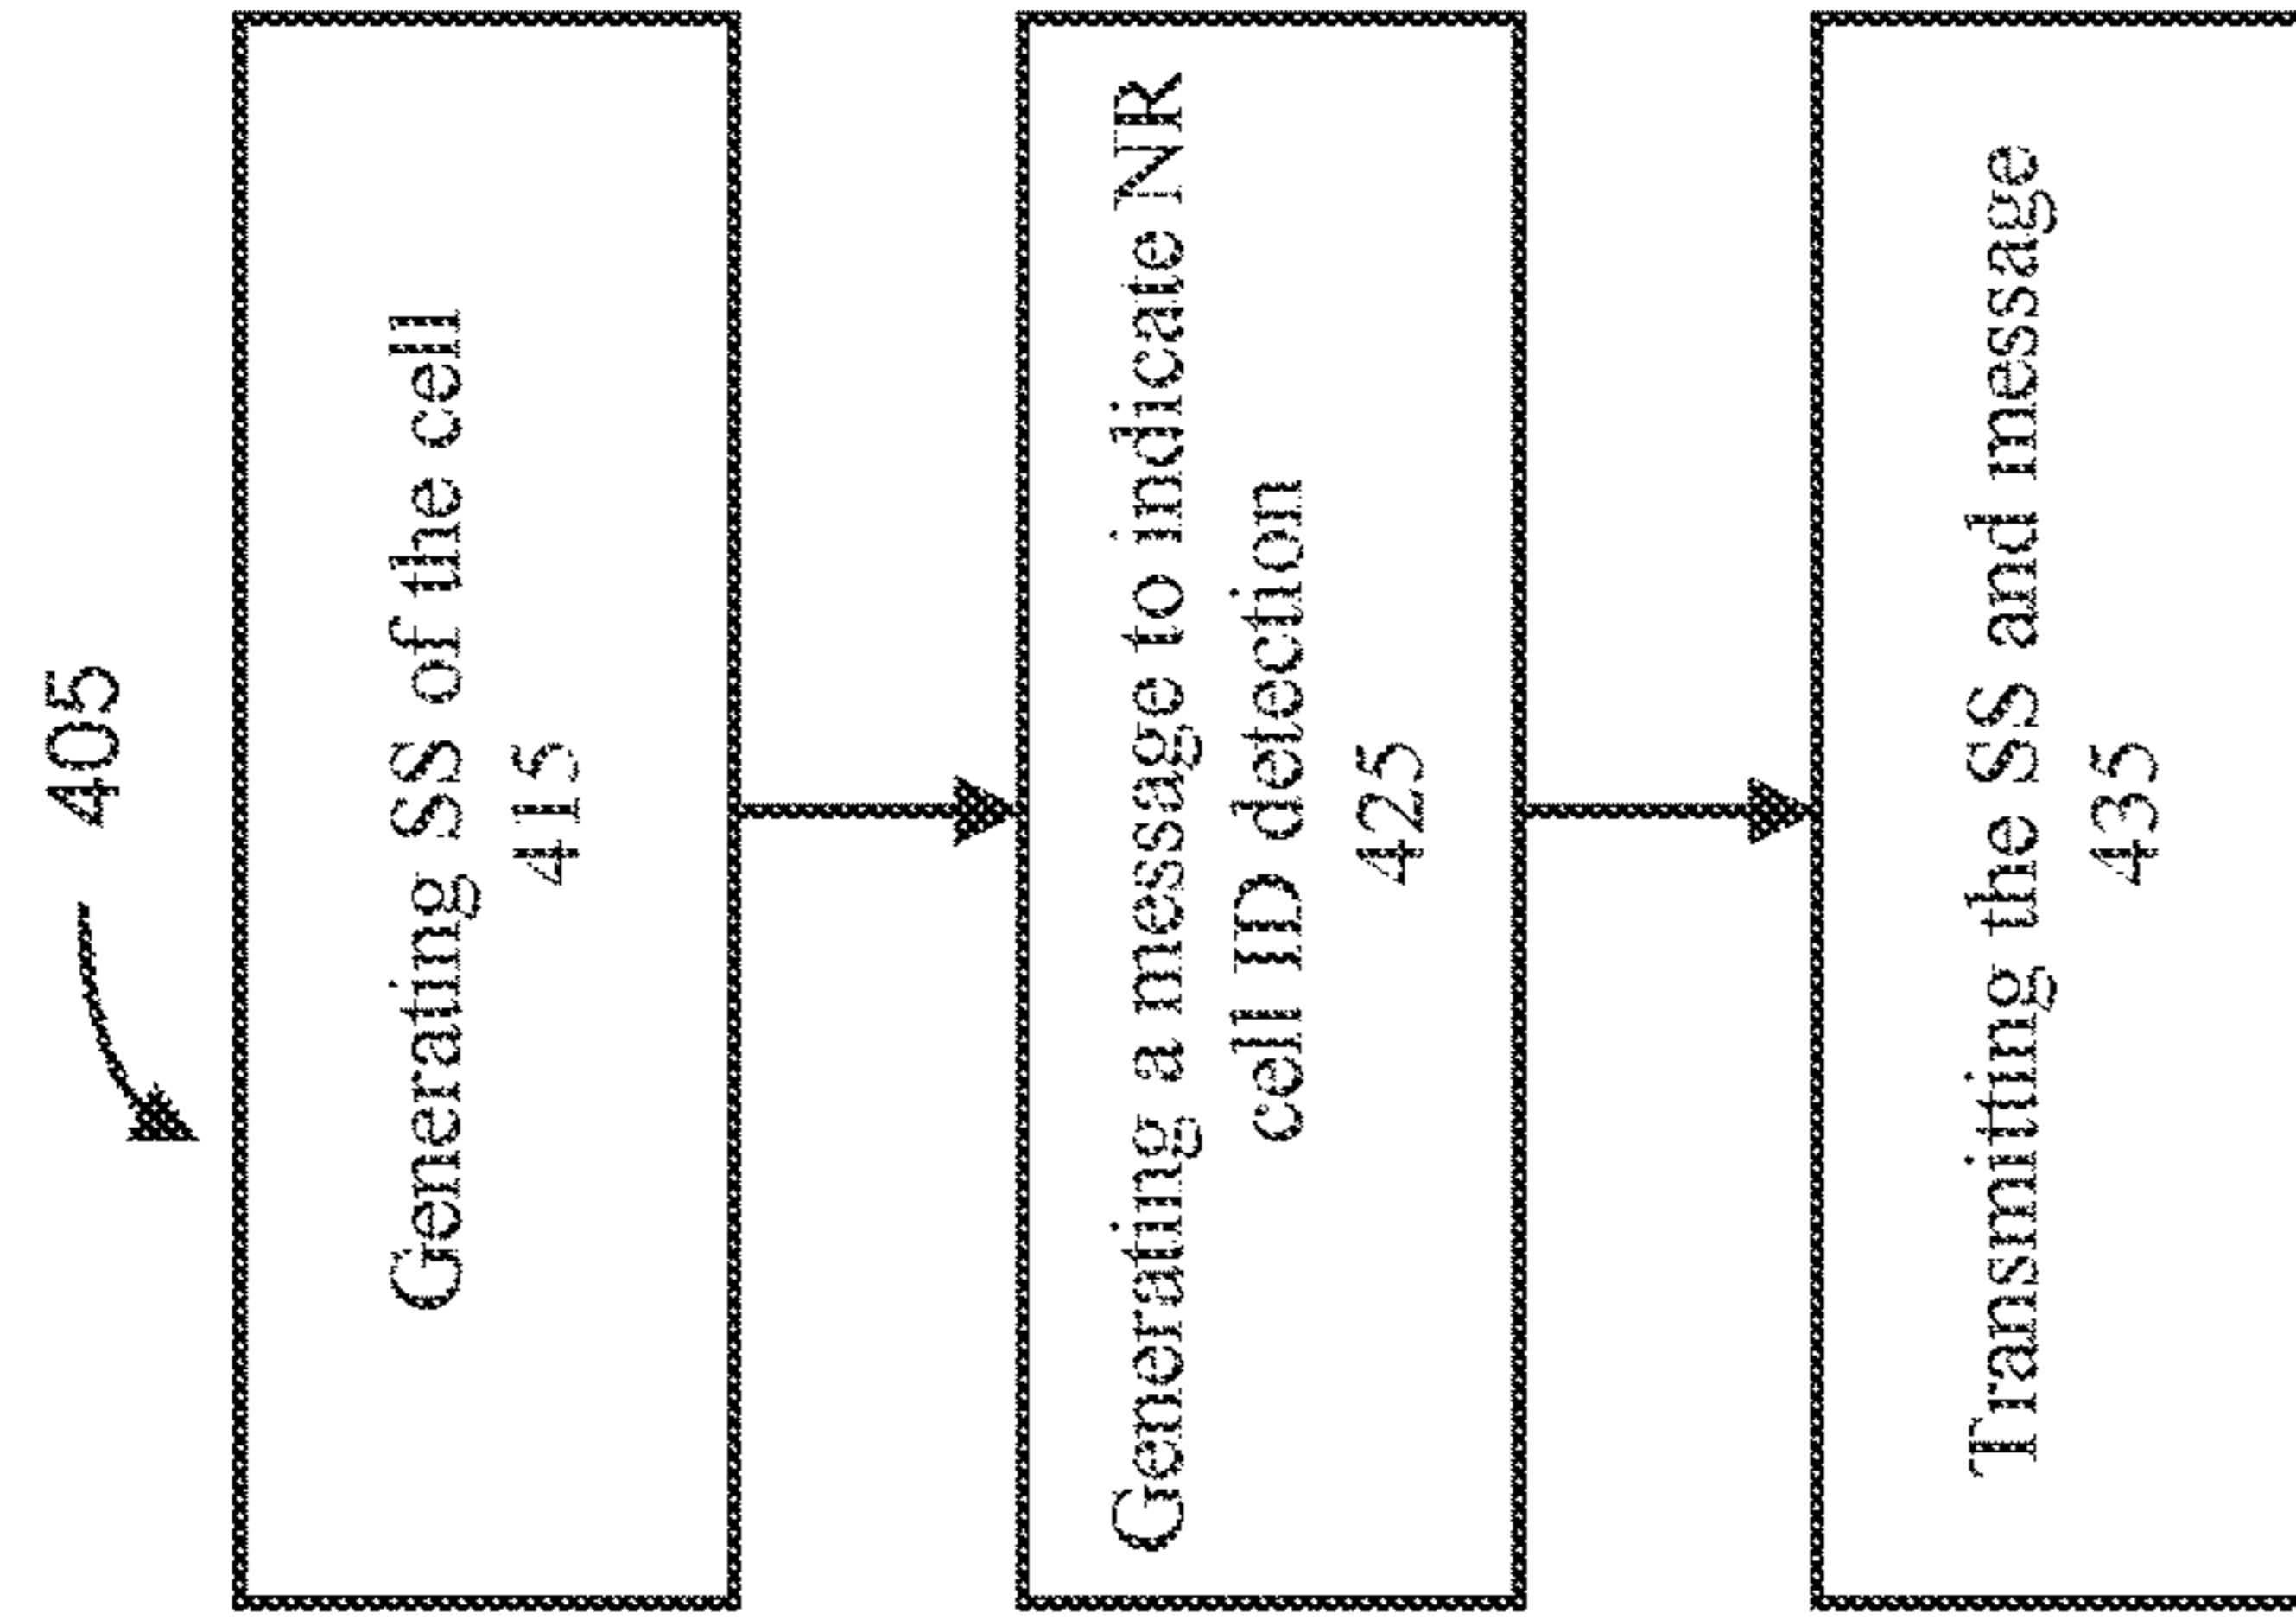 405
Generating SS of the cell
415
Generating a message to indicate NR
cell ID detection
425
Transmitting the SS and message
435